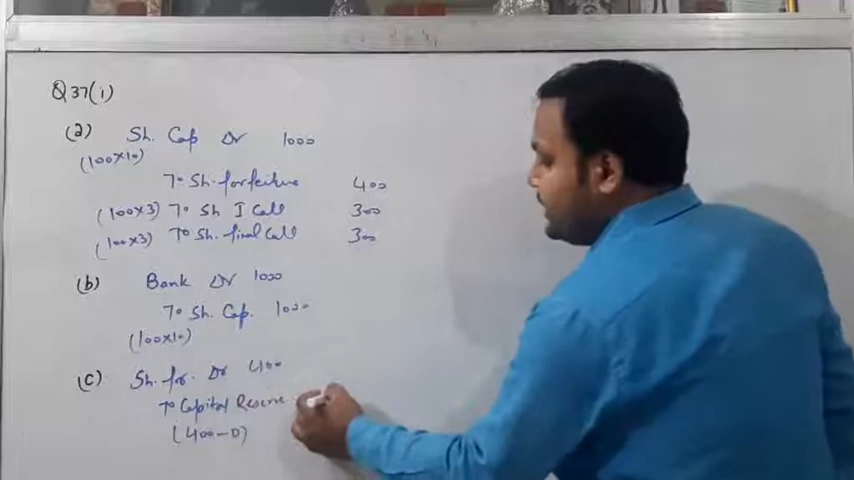 Q 37(1)
(a) Sh. Cap Dr 1000
(100×10)
To Sh. forfeiture 400
(100×3) To Sh I Call 300
(100×3) To Sh. final Call 300
(b) Bank Dr 1000
To Sh. Cap. 1000
(100×10)
(c) Sh. for. Dr 400
To Capital Reserve
(400-0)